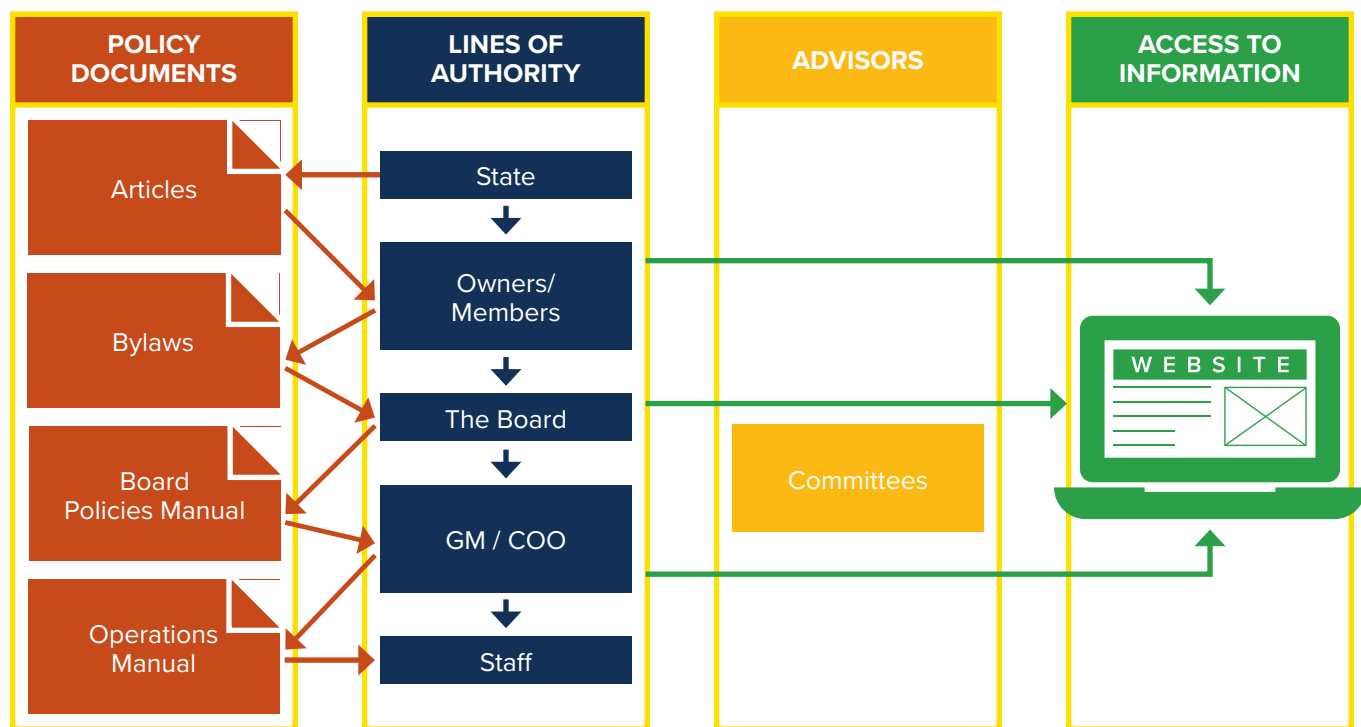 POLICY
DOCUMENTS
LINES OF
AUTHORITY
ADVISORS
ACCESS TO
INFORMATION
Articles
Bylaws
Board
Policies Manual
Operations
Manual
State
Owners/
Members
The Board
GM / COO
Staff
Committees
WEBSITE